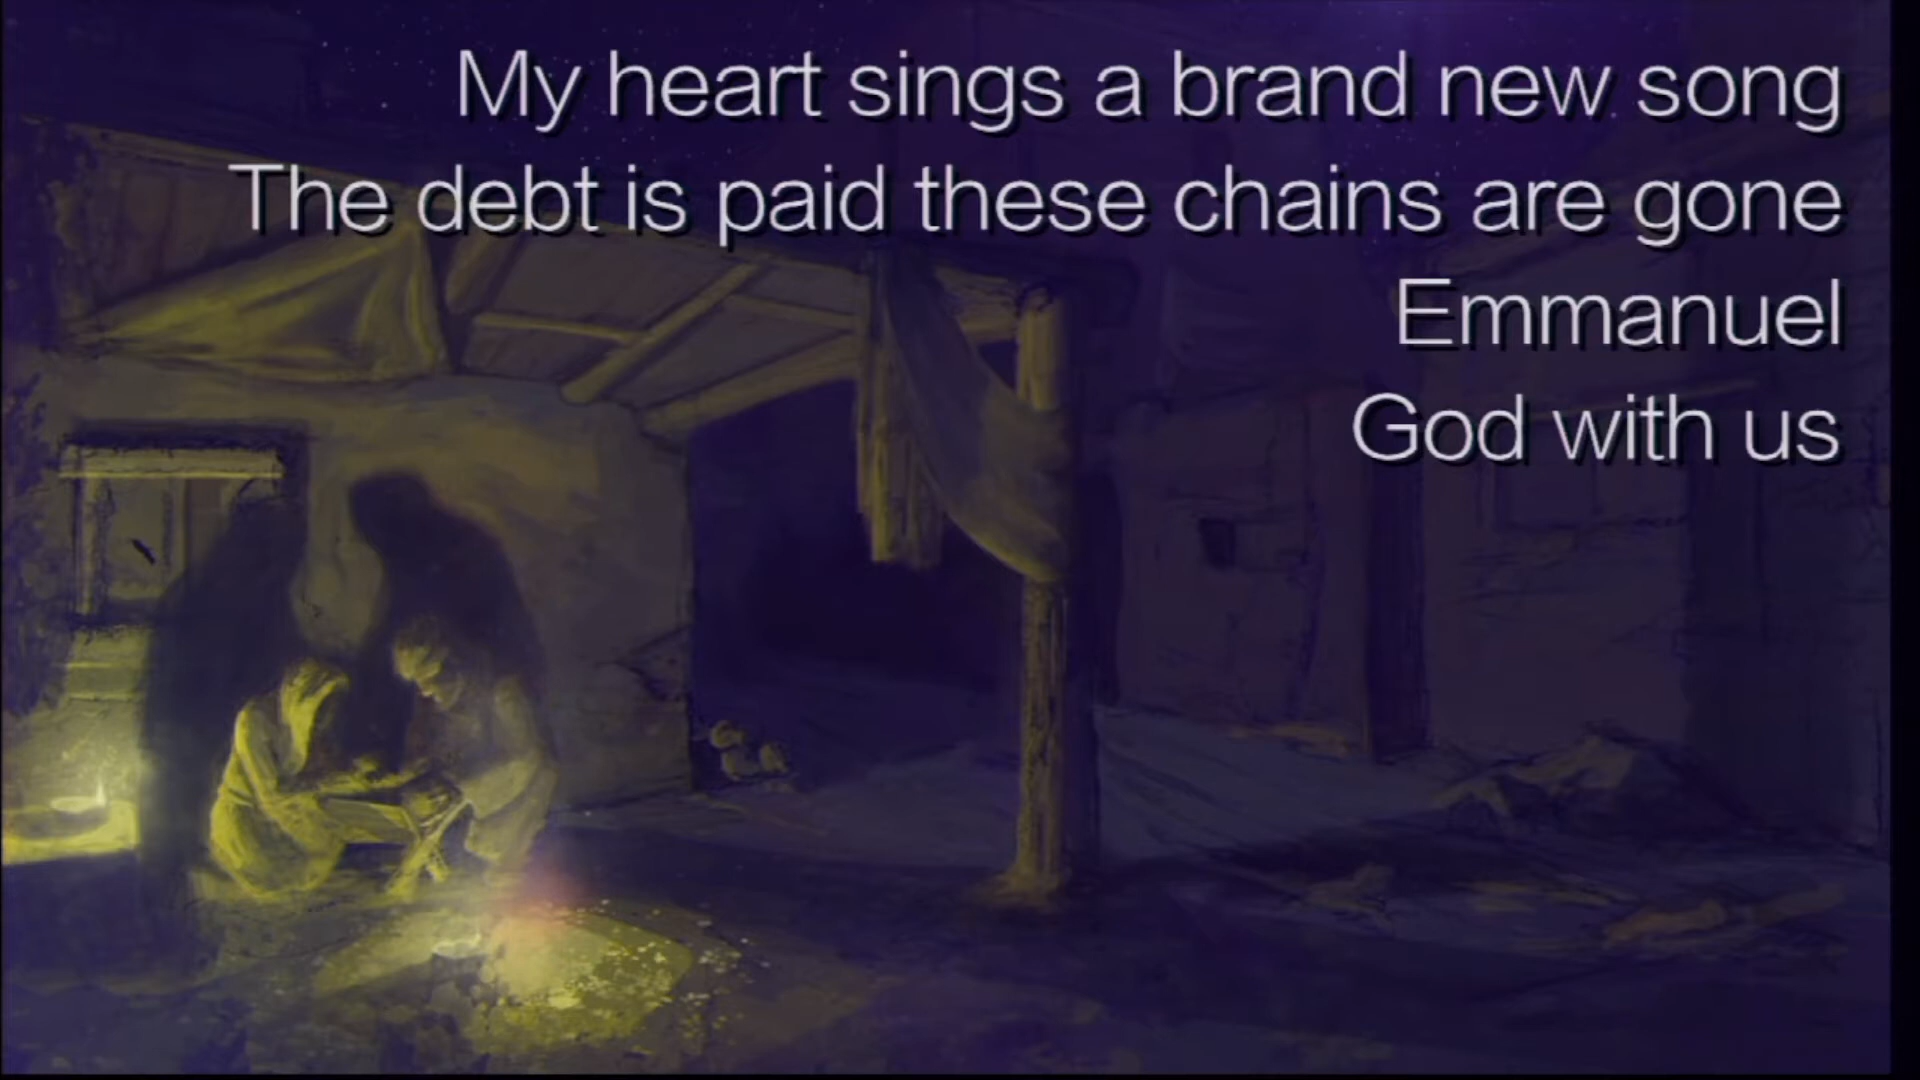 My heart sings a brand new song
The debt is paid these chains are gone
Emmanuel
God with us